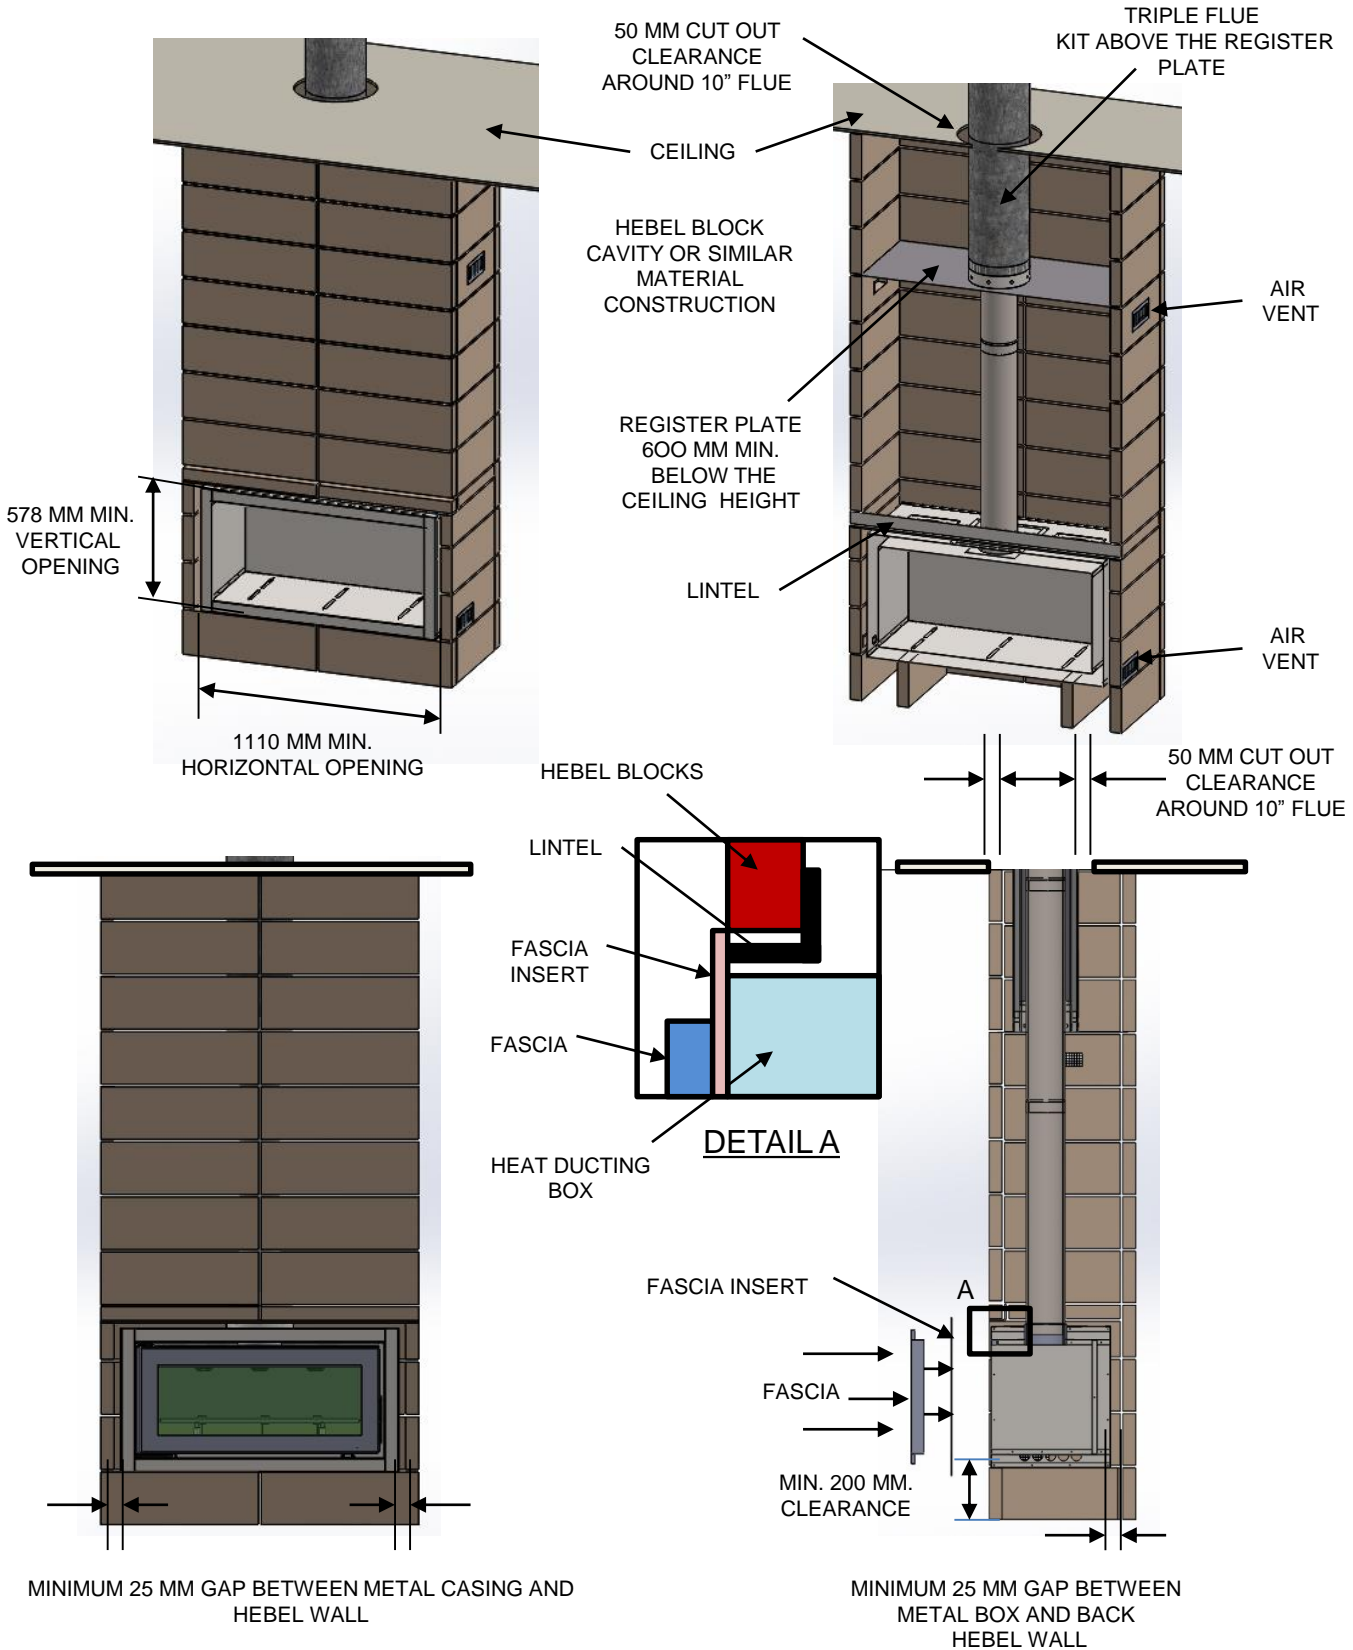 50 MM CUT OUT
CLEARANCE
AROUND 10” FLUE
TRIPLE FLUE
KIT ABOVE THE REGISTER
PLATE
CEILING
HEBEL BLOCK
CAVITY OR SIMILAR
MATERIAL
CONSTRUCTION
AIR
VENT
REGISTER PLATE
6OO MM MIN.
BELOW THE
CEILING HEIGHT
578 MM MIN.
VERTICAL
OPENING
LINTEL
AIR
VENT
1110 MM MIN.
HORIZONTAL OPENING
50 MM CUT OUT
CLEARANCE
AROUND 10” FLUE
HEBEL BLOCKS
LINTEL
FASCIA
INSERT
FASCIA
DETAIL A
HEAT DUCTING
BOX
FASCIA INSERT
A
FASCIA
MIN. 200 MM.
CLEARANCE
MINIMUM 25 MM GAP BETWEEN METAL CASING AND
HEBEL WALL
MINIMUM 25 MM GAP BETWEEN
METAL BOX AND BACK
HEBEL WALL